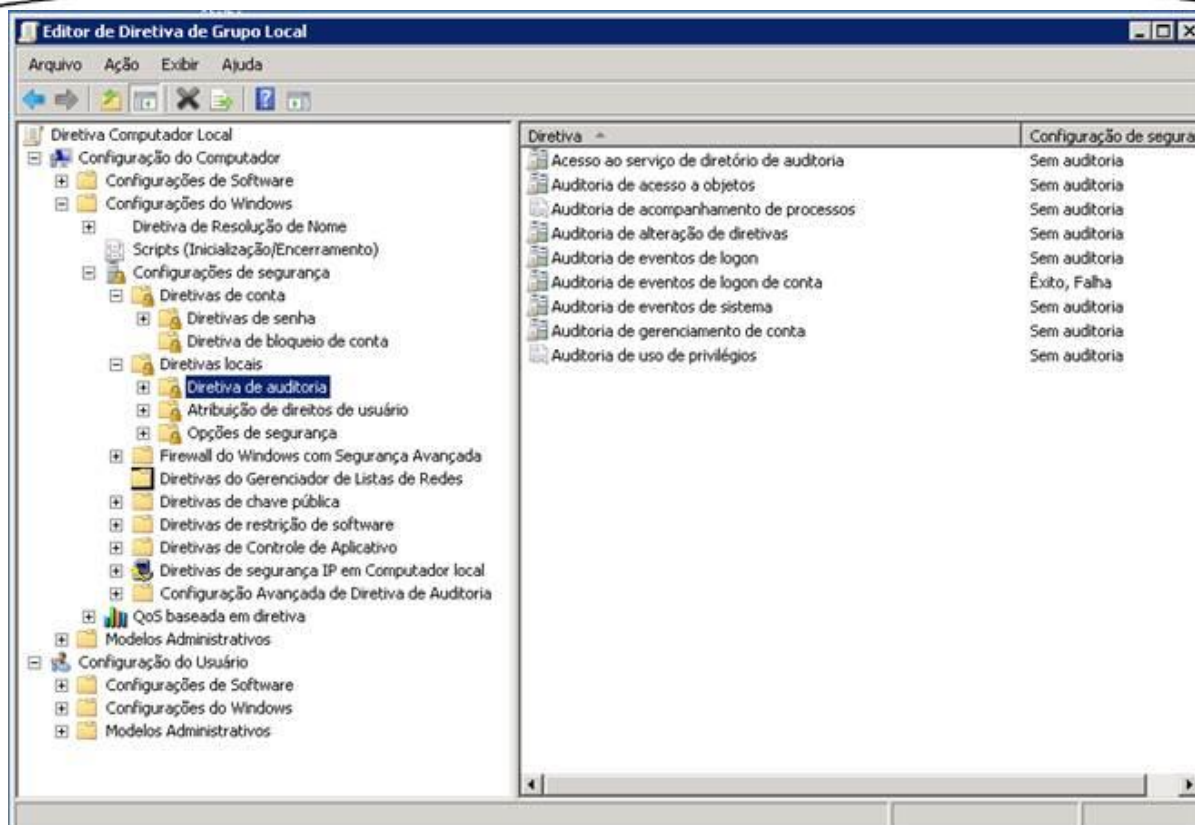 Editor de Diretiva de Grupo Local
Arquivo Ação Exibir Ajuda
Diretiva Computador Local
Configuração do Computador
Configurações de Software
Configurações do Windows
Diretiva de Resolução de Nome
Scripts (Inicialização/Encerramento)
Configurações de segurança
Diretivas de conta
Diretivas de senha
Diretiva de bloqueio de conta
Diretivas locais
Diretiva de auditoria
Atribuição de direitos de usuário
Opções de segurança
Firewall do Windows com Segurança Avançada
Diretivas do Gerenciador de Listas de Redes
Diretivas de chave pública
Diretivas de restrição de software
Diretivas de Controle de Aplicativo
Diretivas de segurança IP em Computador local
Configuração Avançada de Diretiva de Auditoria
QoS baseada em diretiva
Modelos Administrativos
Configuração do Usuário
Configurações de Software
Configurações do Windows
Modelos Administrativos
Diretiva Configuração de segura
Acesso ao serviço de diretório de auditoria Sem auditoria
Auditoria de acesso a objetos Sem auditoria
Auditoria de acompanhamento de processos Sem auditoria
Auditoria de alteração de diretivas Sem auditoria
Auditoria de eventos de logon Sem auditoria
Auditoria de eventos de logon de conta Êxito, Falha
Auditoria de eventos de sistema Sem auditoria
Auditoria de gerenciamento de conta Sem auditoria
Auditoria de uso de privilégios Sem auditoria